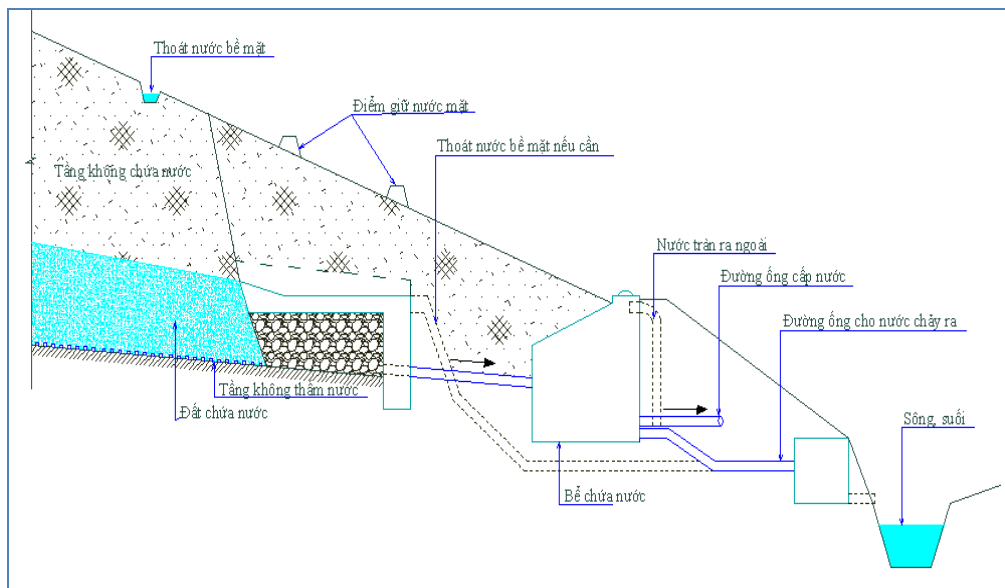 Thoát nước bề mặt
Điểm giữ nước mặt
Thoát nước bề mặt nếu cần
Tầng không chứa nước
Nước tràn ra ngoài
Đường ống cấp nước
Đường ống cho nước chảy ra
Tầng không thấm nước
Đất chứa nước
Sông, suối
Bể chứa nước